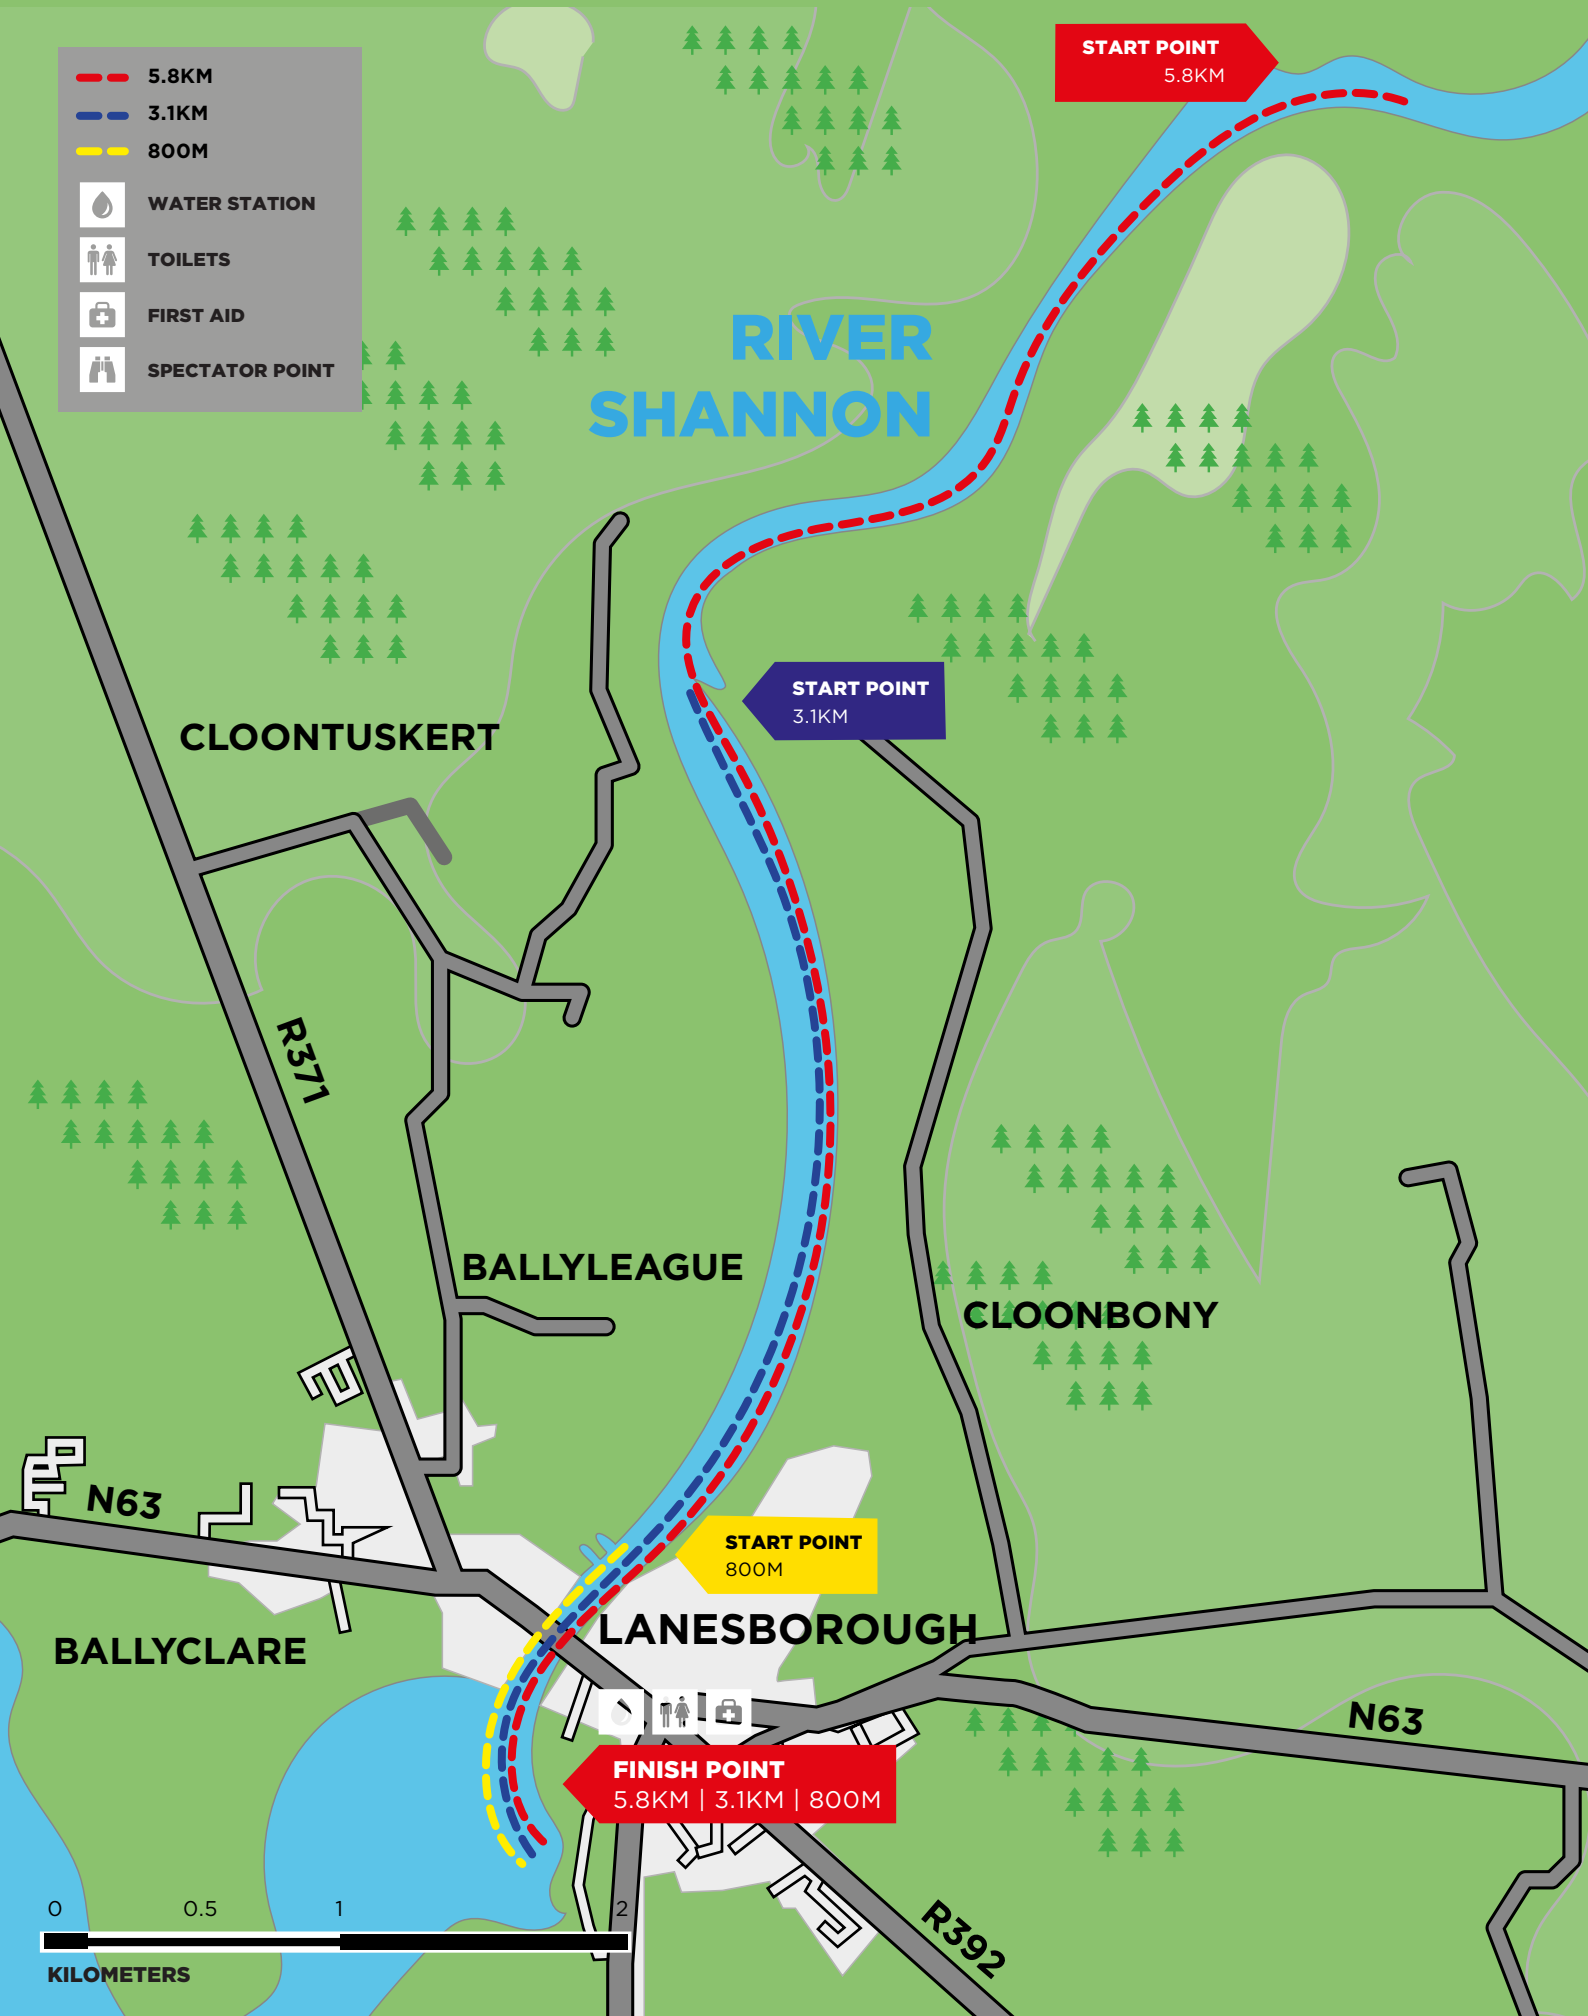 START POINT
5.8KM
5.8KM
3.1KM
800M
WATER STATION
TOILETS
FIRST AID
SPECTATOR POINT
RIVER
SHANNON
START POINT
3.1KM
CLOONTUSKERT
R371
BALLYLEAGUE
CLOONBONY
N63
START POINT
800M
LANESBOROUGH
BALLYCLARE
N63
FINISH POINT
5.8KM | 3.1KM | 800M
R392
0 0.5 1 2
KILOMETERS